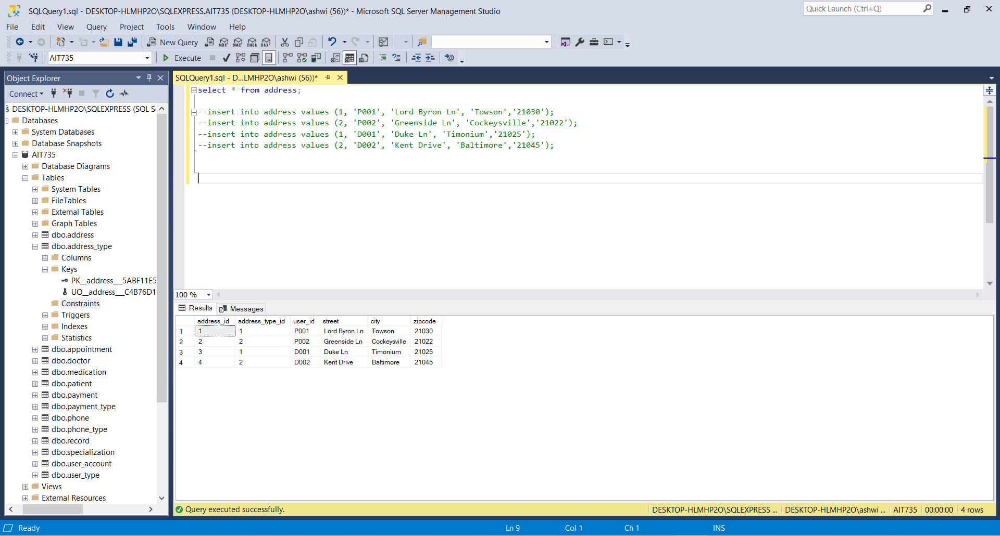 SQLQuery1.sql - DESKTOP-HLMHP2O\SQLEXPRESS.AIT735 (DESKTOP-HLMHP2O\ashwi (56))* - Microsoft SQL Server Management Studio
Quick Launch (Ctrl+Q)
File Edit View Query Project Tools Window Help
New Query MDX DMX XMLA DAX
AIT735 Execute
Object Explorer
SQLQuery1.sql - D...LMHP2O\ashwi (56))*
Connect
DESKTOP-HLMHP2O\SQLEXPRESS (SQL S
Databases
System Databases
Database Snapshots
AIT735
Database Diagrams
Tables
System Tables
FileTables
External Tables
Graph Tables
dbo.address
dbo.address_type
Columns
Keys
PK__address___5ABF11E5
UQ__address___C4B76D1
Constraints
Triggers
Indexes
Statistics
dbo.appointment
dbo.doctor
dbo.medication
dbo.patient
dbo.payment
dbo.payment_type
dbo.phone
dbo.phone_type
dbo.record
dbo.specialization
dbo.user_account
dbo.user_type
Views
External Resources
select * from address;
--insert into address values (1, 'P001', 'Lord Byron Ln', 'Towson','21030');
--insert into address values (2, 'P002', 'Greenside Ln', 'Cockeysville','21022');
--insert into address values (1, 'D001', 'Duke Ln', 'Timonium','21025');
--insert into address values (2, 'D002', 'Kent Drive', 'Baltimore','21045');
100 %
Results Messages
address_id address_type_id user_id street city zipcode
1 1 1 P001 Lord Byron Ln Towson 21030
2 2 2 P002 Greenside Ln Cockeysville 21022
3 3 1 D001 Duke Ln Timonium 21025
4 4 2 D002 Kent Drive Baltimore 21045
Query executed successfully. DESKTOP-HLMHP2O\SQLEXPRESS ... DESKTOP-HLMHP2O\ashwi ... AIT735 00:00:00 4 rows
Ready Ln 9 Col 1 Ch 1 INS